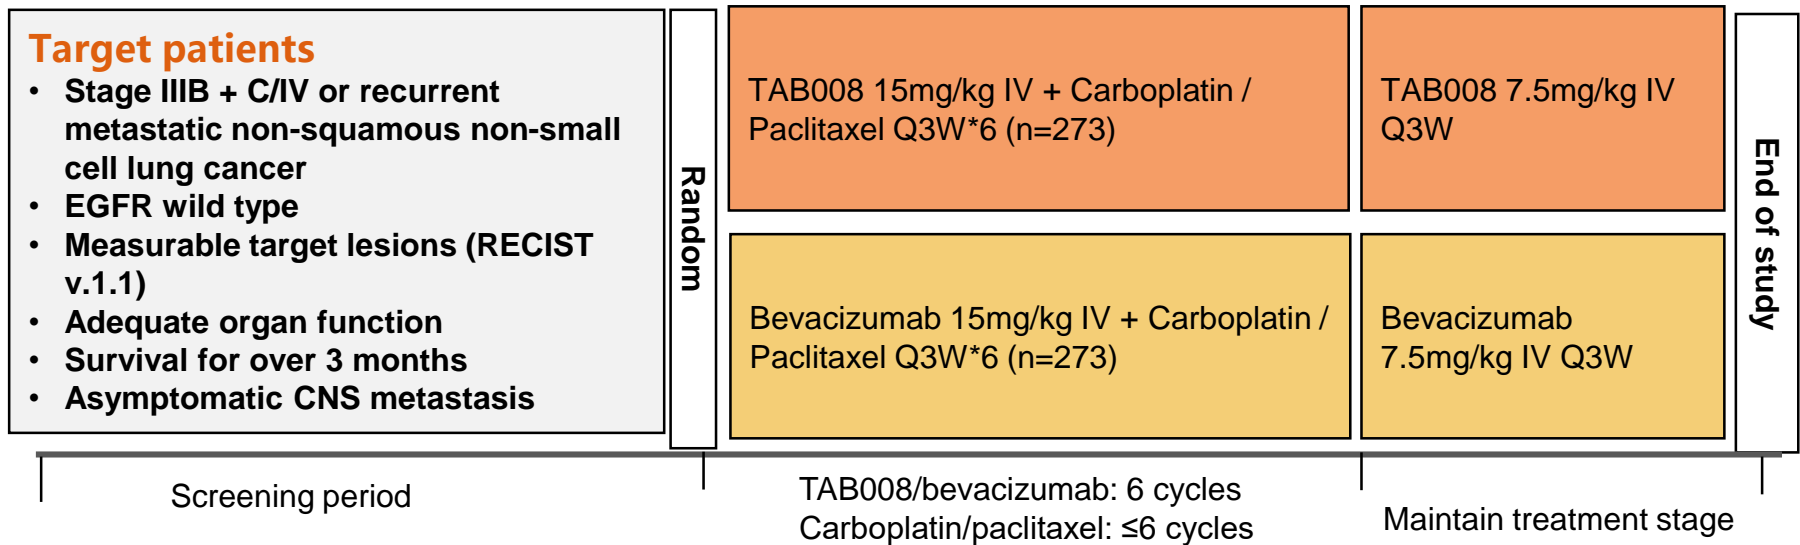 Target patients
• Stage IIIB + C/IV or recurrent
metastatic non-squamous non-small
cell lung cancer
• EGFR wild type
• Measurable target lesions (RECIST
v.1.1)
• Adequate organ function
• Survival for over 3 months
• Asymptomatic CNS metastasis
Random
TAB008 15mg/kg IV + Carboplatin /
Paclitaxel Q3W*6 (n=273)
TAB008 7.5mg/kg IV
Q3W
Bevacizumab 15mg/kg IV + Carboplatin /
Paclitaxel Q3W*6 (n=273)
Bevacizumab
7.5mg/kg IV Q3W
End of study
Screening period
TAB008/bevacizumab: 6 cycles
Carboplatin/paclitaxel: ≤6 cycles
Maintain treatment stage